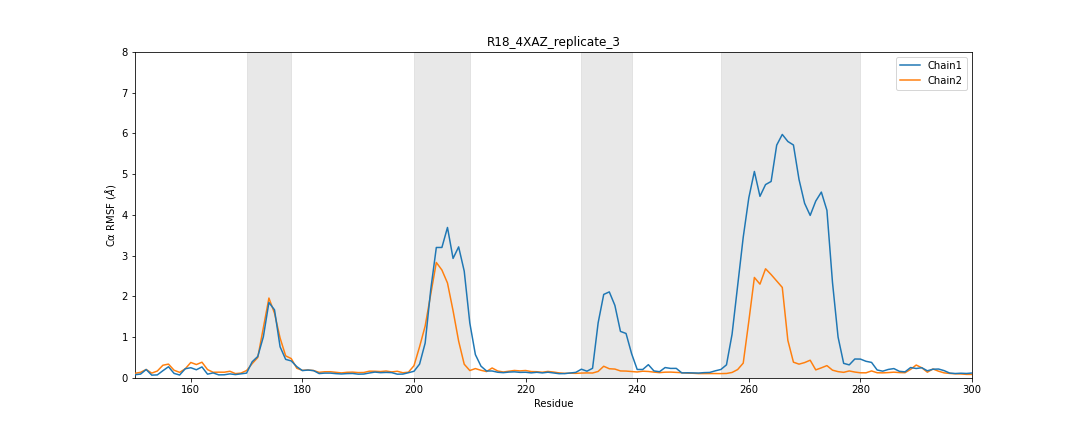 R18_4XAZ_replicate_3
8
7
6
5
4
3
2
1
0
Cα RMSF (Å)
Chain1
Chain2
160 180 200 220 240 260 280 300
Residue